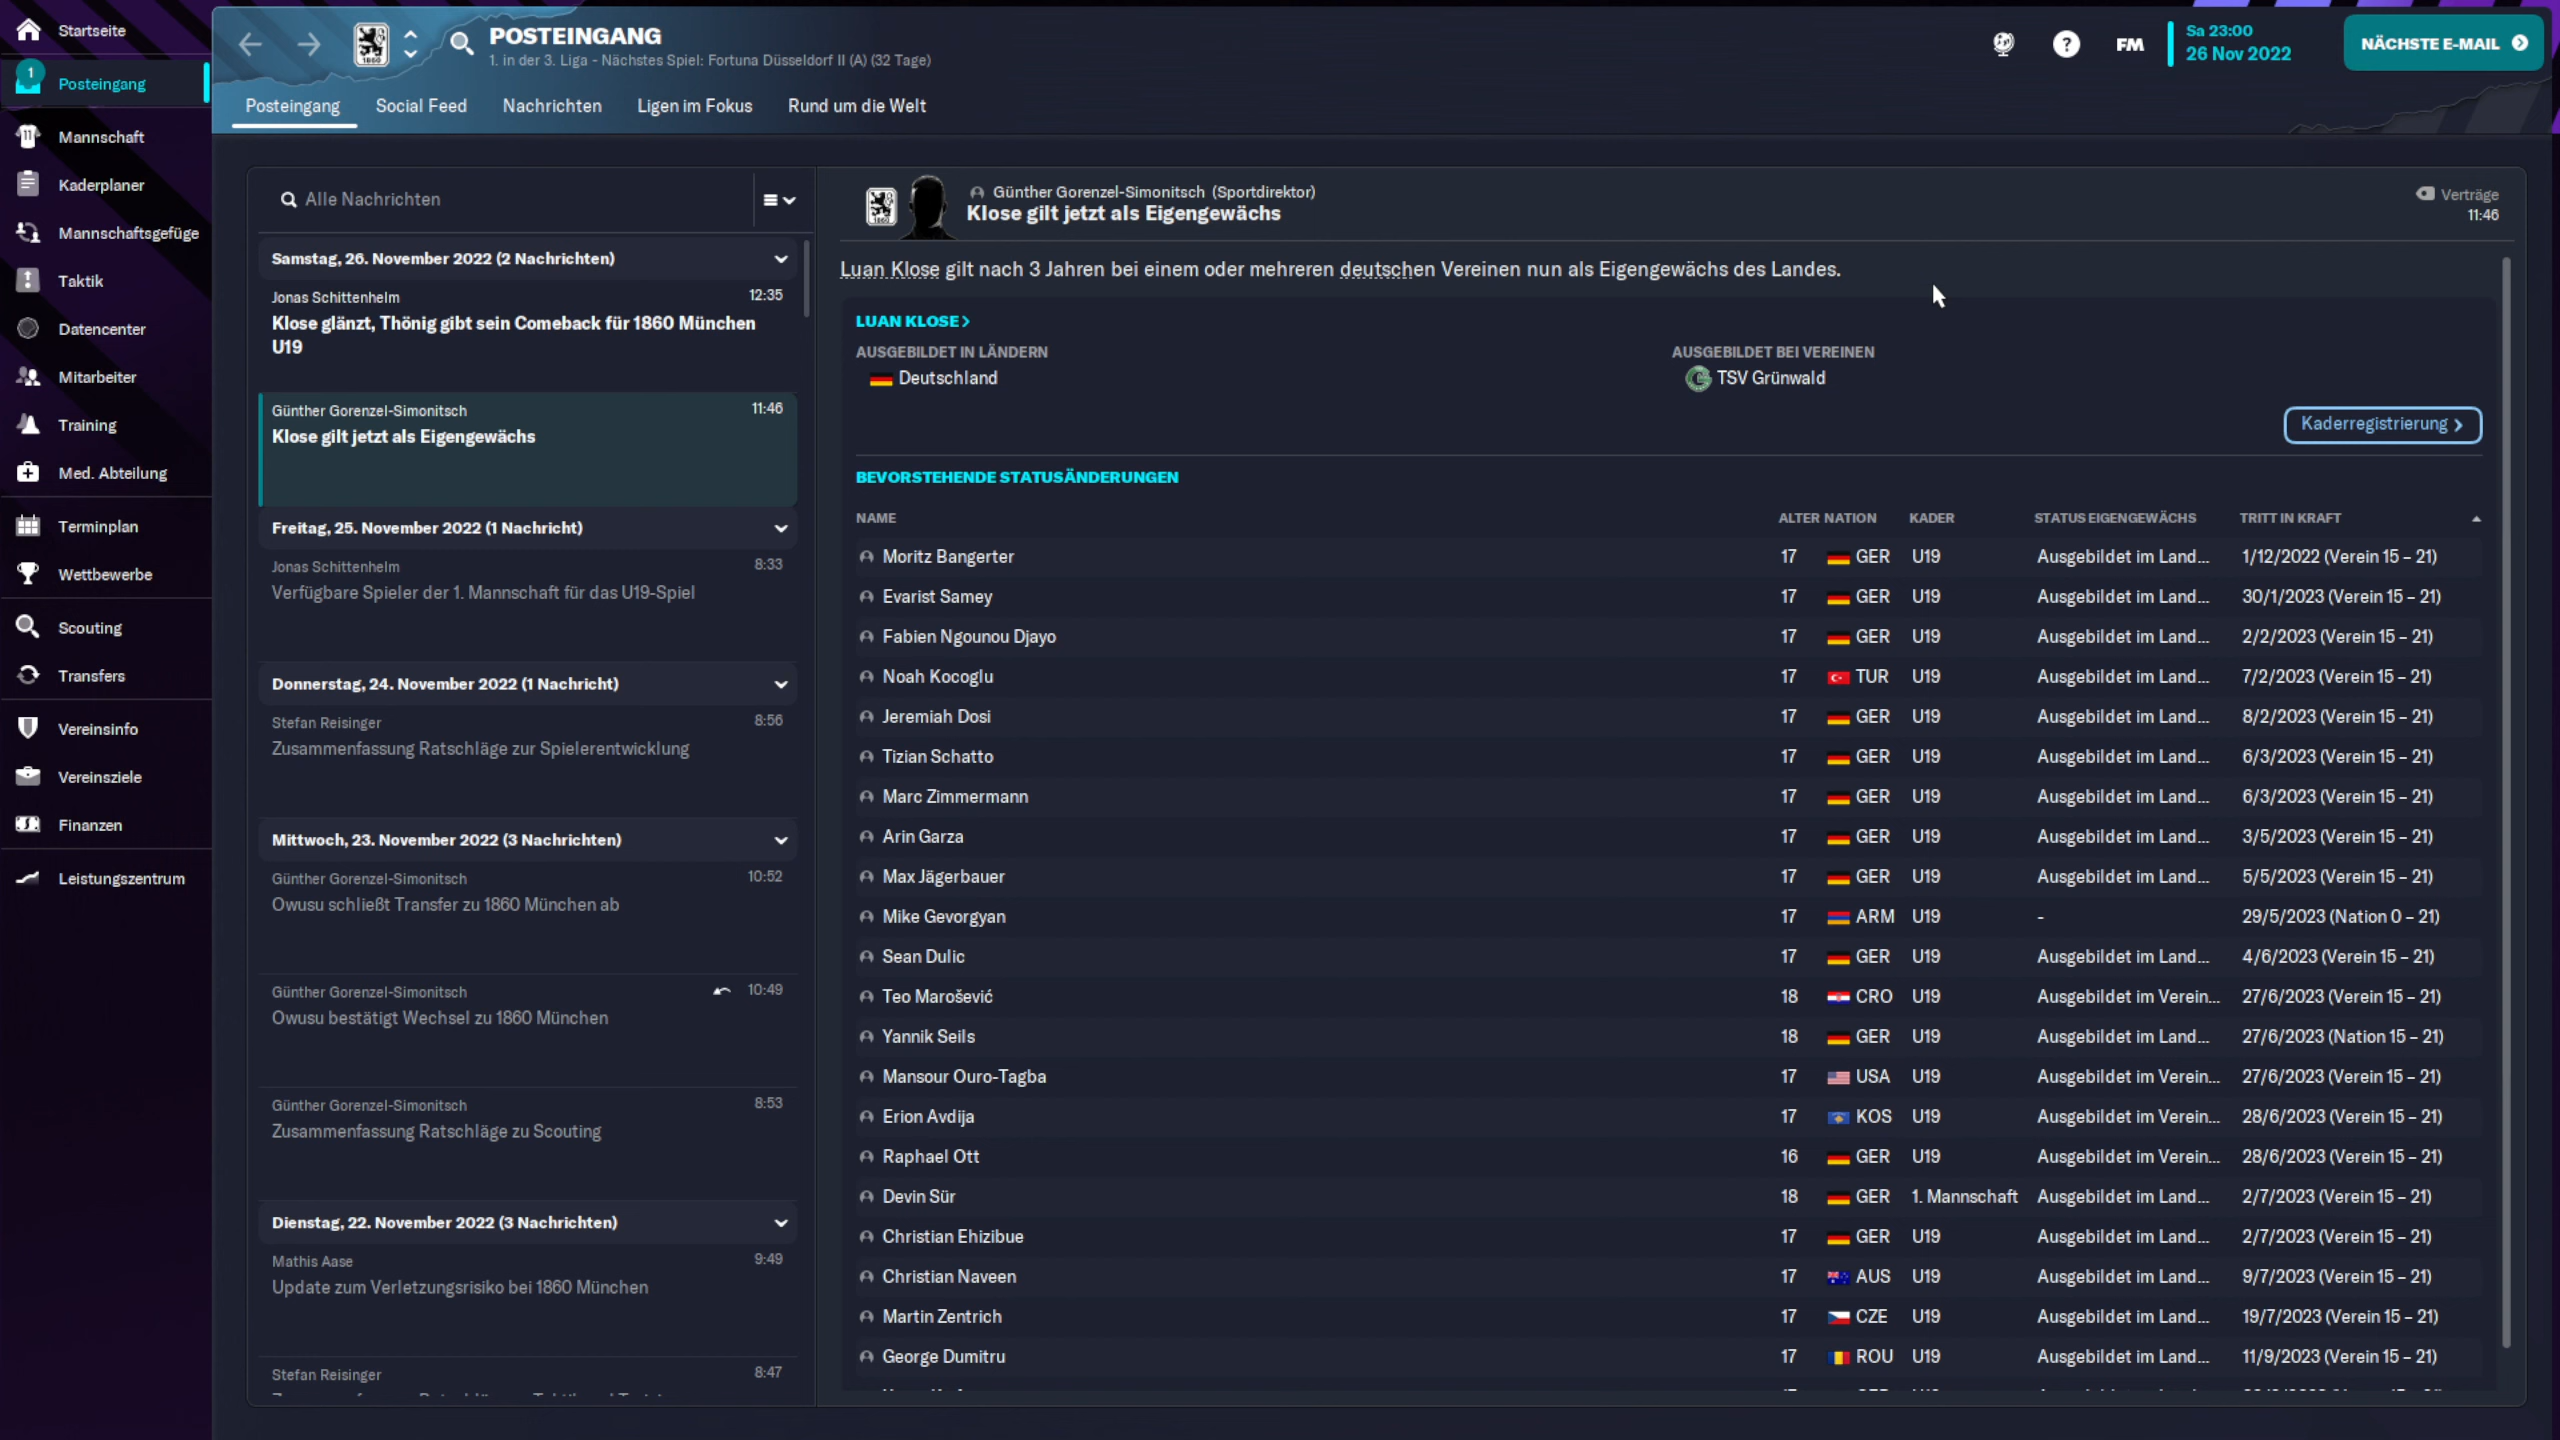 Startseite
1
Posteingang
Mannschaft
Kaderplaner
Mannschaftsgefüge
Taktik
Datencenter
Mitarbeiter
Training
Med. Abteilung
Terminplan
Wettbewerbe
Scouting
Transfers
Vereinsinfo
Vereinsziele
Finanzen
Leistungszentrum
POSTEINGANG
1. in der 3. Liga - Nächstes Spiel: Fortuna Düsseldorf II (A) (32 Tage)
FM
Sa 23:00
26 Nov 2022
NÄCHSTE E-MAIL
Posteingang Social Feed Nachrichten Ligen im Fokus Rund um die Welt
Alle Nachrichten
Samstag, 26. November 2022 (2 Nachrichten)
Jonas Schittenhelm 12:35
Klose glänzt, Thönig gibt sein Comeback für 1860 München
U19
Günther Gorenzel-Simonitsch 11:46
Klose gilt jetzt als Eigengewächs
Freitag, 25. November 2022 (1 Nachricht)
Jonas Schittenhelm 8:33
Verfügbare Spieler der 1. Mannschaft für das U19-Spiel
Donnerstag, 24. November 2022 (1 Nachricht)
Stefan Reisinger 8:56
Zusammenfassung Ratschläge zur Spielerentwicklung
Mittwoch, 23. November 2022 (3 Nachrichten)
Günther Gorenzel-Simonitsch 10:52
Owusu schließt Transfer zu 1860 München ab
Günther Gorenzel-Simonitsch 10:49
Owusu bestätigt Wechsel zu 1860 München
Günther Gorenzel-Simonitsch 8:53
Zusammenfassung Ratschläge zu Scouting
Dienstag, 22. November 2022 (3 Nachrichten)
Mathis Aase 9:49
Update zum Verletzungsrisiko bei 1860 München
Stefan Reisinger 8:47
Günther Gorenzel-Simonitsch (Sportdirektor)
Klose gilt jetzt als Eigengewächs
Verträge
11:46
Luan Klose gilt nach 3 Jahren bei einem oder mehreren deutschen Vereinen nun als Eigengewächs des Landes.
LUAN KLOSE
AUSGEBILDET IN LÄNDERN AUSGEBILDET BEI VEREINEN
Deutschland TSV Grünwald
Kaderregistrierung
BEVORSTEHENDE STATUSÄNDERUNGEN
NAME ALTER NATION KADER STATUS EIGENGEWÄCHS TRITT IN KRAFT
Moritz Bangerter 17 GER U19 Ausgebildet im Land... 1/12/2022 (Verein 15 – 21)
Evarist Samey 17 GER U19 Ausgebildet im Land... 30/1/2023 (Verein 15 – 21)
Fabien Ngounou Djayo 17 GER U19 Ausgebildet im Land... 2/2/2023 (Verein 15 – 21)
Noah Kocoglu 17 TUR U19 Ausgebildet im Land... 7/2/2023 (Verein 15 – 21)
Jeremiah Dosi 17 GER U19 Ausgebildet im Land... 8/2/2023 (Verein 15 – 21)
Tizian Schatto 17 GER U19 Ausgebildet im Land... 6/3/2023 (Verein 15 – 21)
Marc Zimmermann 17 GER U19 Ausgebildet im Land... 6/3/2023 (Verein 15 – 21)
Arin Garza 17 GER U19 Ausgebildet im Land... 3/5/2023 (Verein 15 – 21)
Max Jägerbauer 17 GER U19 Ausgebildet im Land... 5/5/2023 (Verein 15 – 21)
Mike Gevorgyan 17 ARM U19 - 29/5/2023 (Nation 0 – 21)
Sean Dulic 17 GER U19 Ausgebildet im Land... 4/6/2023 (Verein 15 – 21)
Teo Marošević 18 CRO U19 Ausgebildet im Verein... 27/6/2023 (Verein 15 – 21)
Yannik Seils 18 GER U19 Ausgebildet im Land... 27/6/2023 (Nation 15 – 21)
Mansour Ouro-Tagba 17 USA U19 Ausgebildet im Verein... 27/6/2023 (Verein 15 – 21)
Erion Avdija 17 KOS U19 Ausgebildet im Verein... 28/6/2023 (Verein 15 – 21)
Raphael Ott 16 GER U19 Ausgebildet im Verein... 28/6/2023 (Verein 15 – 21)
Devin Sür 18 GER 1. Mannschaft Ausgebildet im Land... 2/7/2023 (Verein 15 – 21)
Christian Ehizibue 17 GER U19 Ausgebildet im Land... 2/7/2023 (Verein 15 – 21)
Christian Naveen 17 AUS U19 Ausgebildet im Land... 9/7/2023 (Verein 15 – 21)
Martin Zentrich 17 CZE U19 Ausgebildet im Land... 19/7/2023 (Verein 15 – 21)
George Dumitru 17 ROU U19 Ausgebildet im Land... 11/9/2023 (Verein 15 – 21)